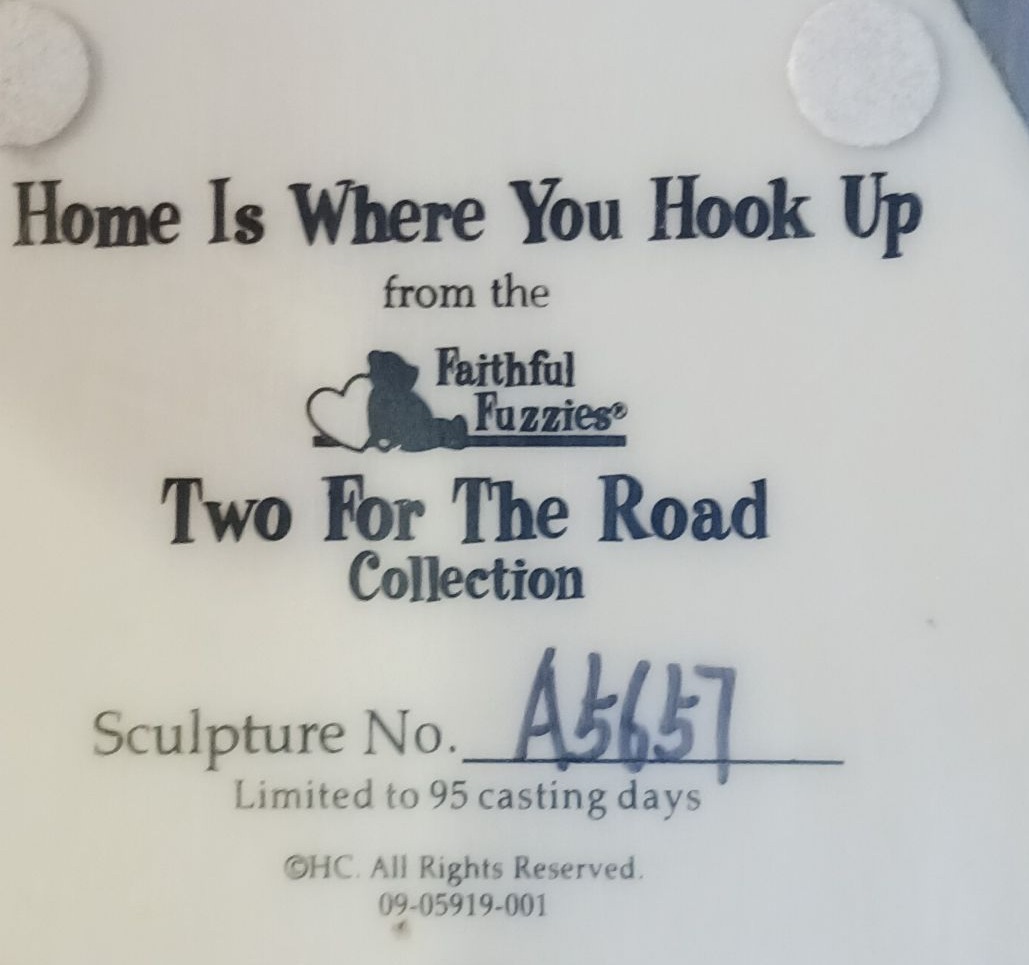 Home Is Where You Hook Up
from the
Faithful
Fuzzies®
Two For The Road
Collection
Sculpture No. A5657
Limited to 95 casting days
©HC. All Rights Reserved.
09-05919-001